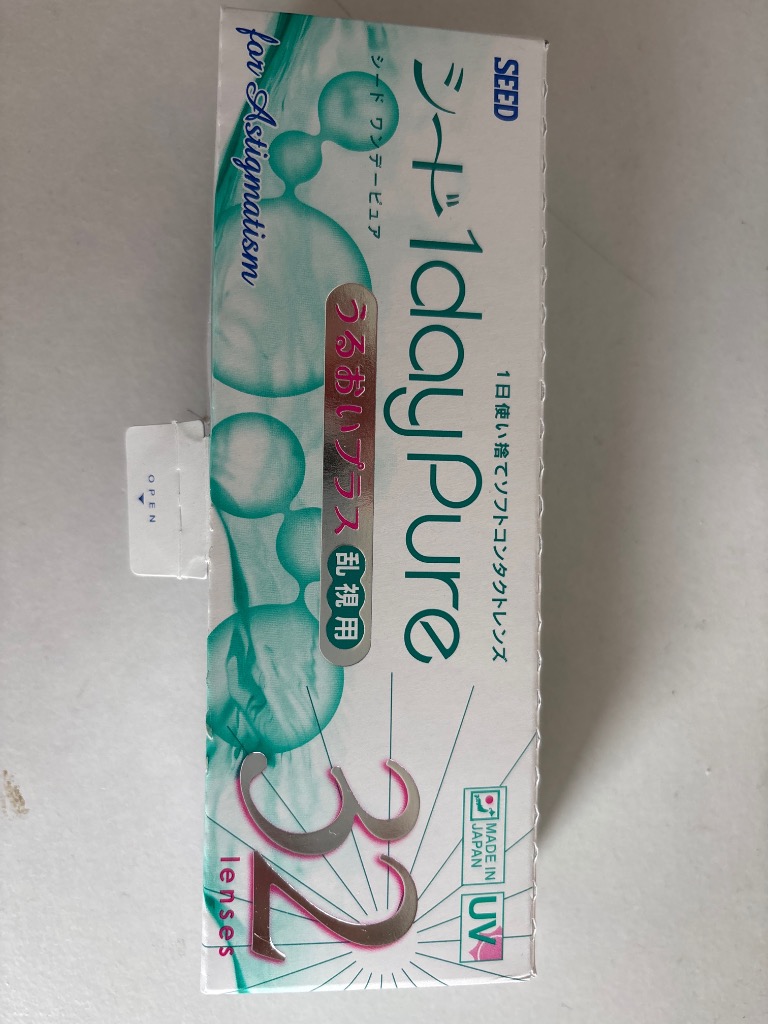 SEED
1日使い捨てソフトコンタクトレンズ
シード 1dayPure
シード ワンデーピュア
うるおいプラス 乱視用
for Astigmatism
MADE IN
JAPAN
UV
32
lenses
OPEN